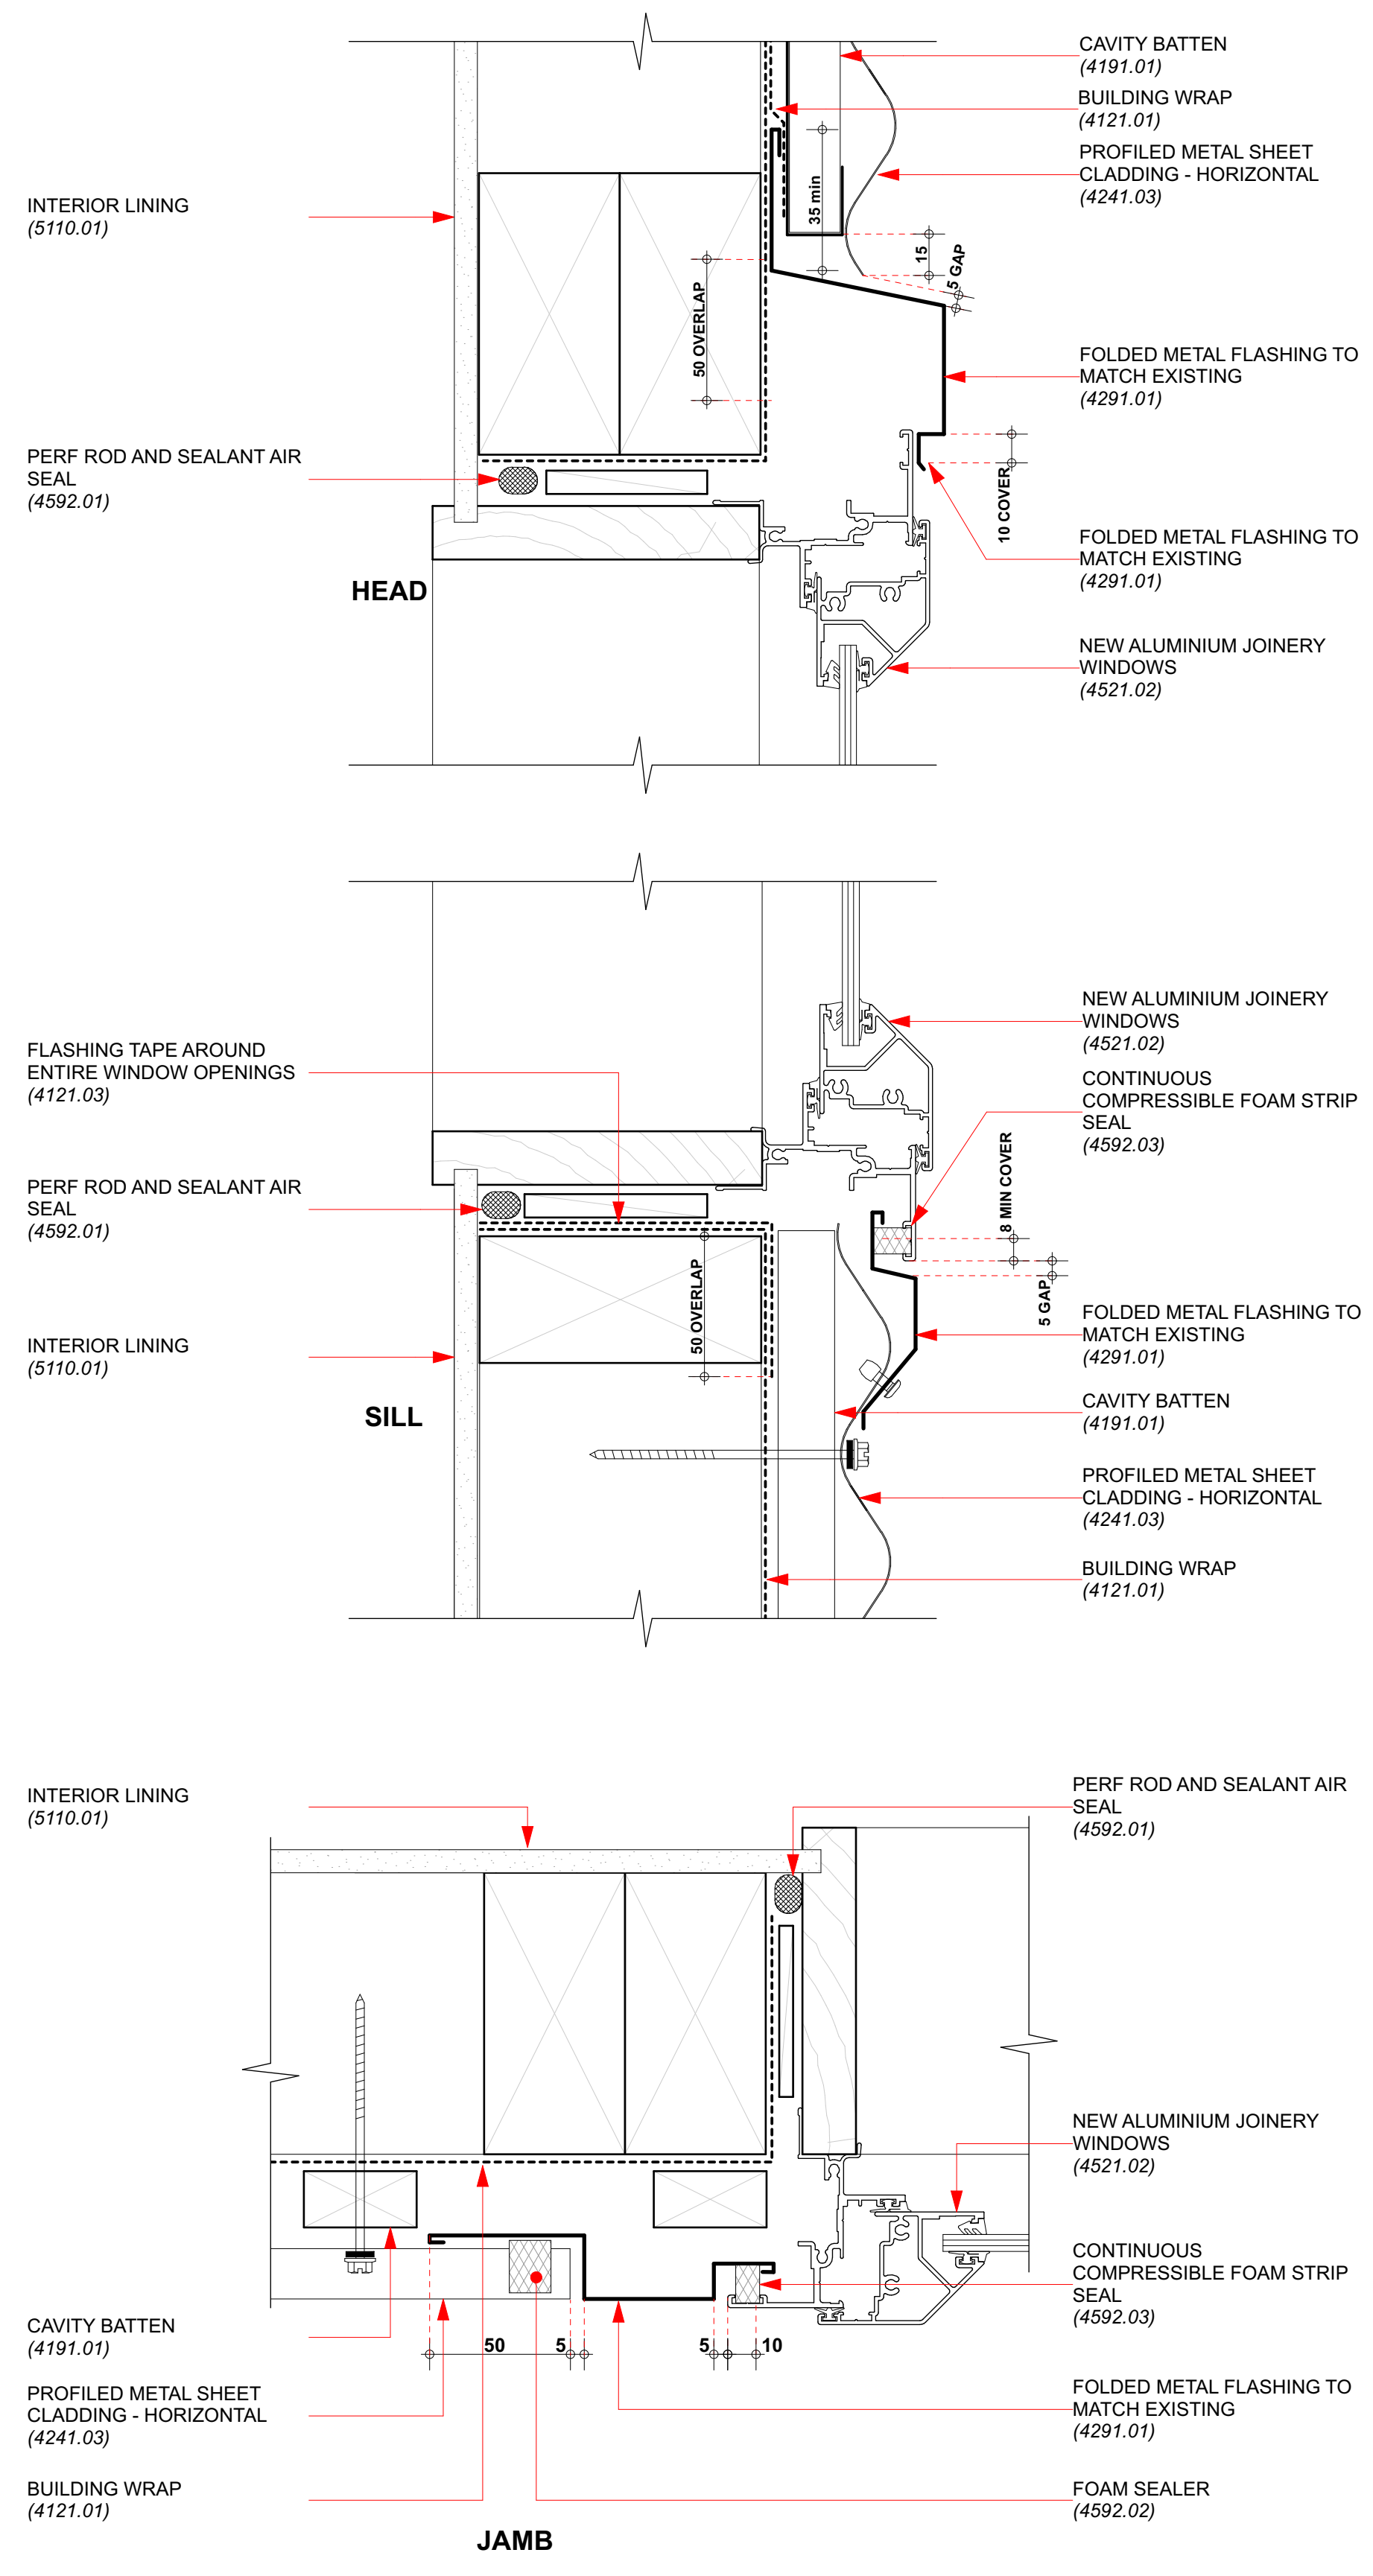 CAVITY BATTEN
(4191.01)
BUILDING WRAP
(4121.01)
PROFILED METAL SHEET
CLADDING - HORIZONTAL
(4241.03)
INTERIOR LINING
(5110.01)
35 min
15
5 GAP
50 OVERLAP
FOLDED METAL FLASHING TO
MATCH EXISTING
(4291.01)
PERF ROD AND SEALANT AIR
SEAL
(4592.01)
10 COVER
FOLDED METAL FLASHING TO
MATCH EXISTING
(4291.01)
HEAD
NEW ALUMINIUM JOINERY
WINDOWS
(4521.02)
NEW ALUMINIUM JOINERY
WINDOWS
(4521.02)
FLASHING TAPE AROUND
ENTIRE WINDOW OPENINGS
(4121.03)
CONTINUOUS
COMPRESSIBLE FOAM STRIP
SEAL
(4592.03)
8 MIN COVER
PERF ROD AND SEALANT AIR
SEAL
(4592.01)
50 OVERLAP
5 GAP
FOLDED METAL FLASHING TO
MATCH EXISTING
(4291.01)
INTERIOR LINING
(5110.01)
CAVITY BATTEN
(4191.01)
SILL
PROFILED METAL SHEET
CLADDING - HORIZONTAL
(4241.03)
BUILDING WRAP
(4121.01)
INTERIOR LINING
(5110.01)
PERF ROD AND SEALANT AIR
SEAL
(4592.01)
NEW ALUMINIUM JOINERY
WINDOWS
(4521.02)
CONTINUOUS
COMPRESSIBLE FOAM STRIP
SEAL
(4592.03)
CAVITY BATTEN
(4191.01)
50 5 5 10
PROFILED METAL SHEET
CLADDING - HORIZONTAL
(4241.03)
FOLDED METAL FLASHING TO
MATCH EXISTING
(4291.01)
BUILDING WRAP
(4121.01)
FOAM SEALER
(4592.02)
JAMB